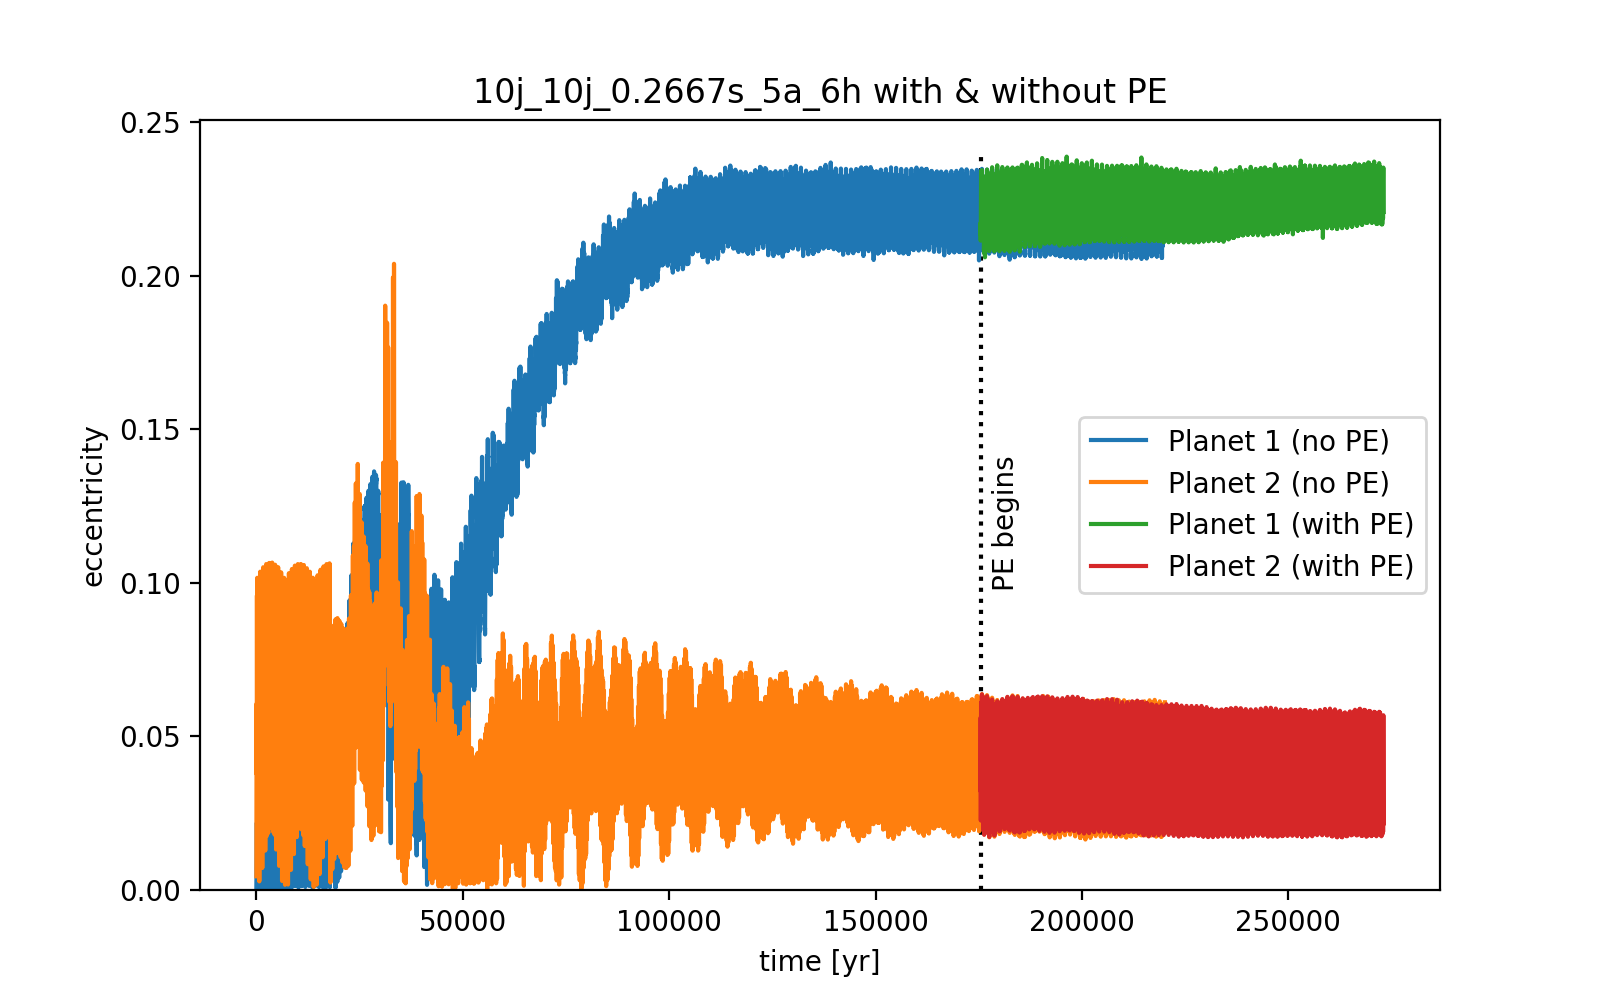 10j_10j_0.2667s_5a_6h with & without PE
0.25
0.20
0.15
0.10
0.05
0.00
eccentricity
PE begins
Planet 1 (no PE)
Planet 2 (no PE)
Planet 1 (with PE)
Planet 2 (with PE)
0
50000
100000
150000
200000
250000
time [yr]